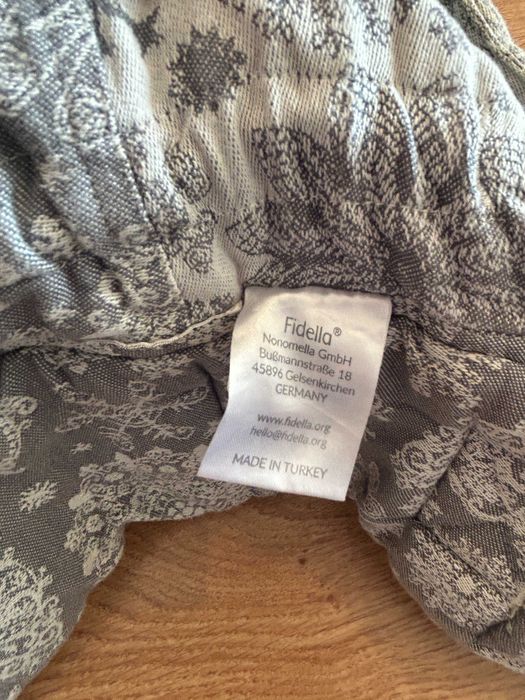 Fidella®
Nonomella GmbH
Bußmannstraße 18
45896 Gelsenkirchen
GERMANY
www.fidella.org
hello@fidella.org
MADE IN TURKEY